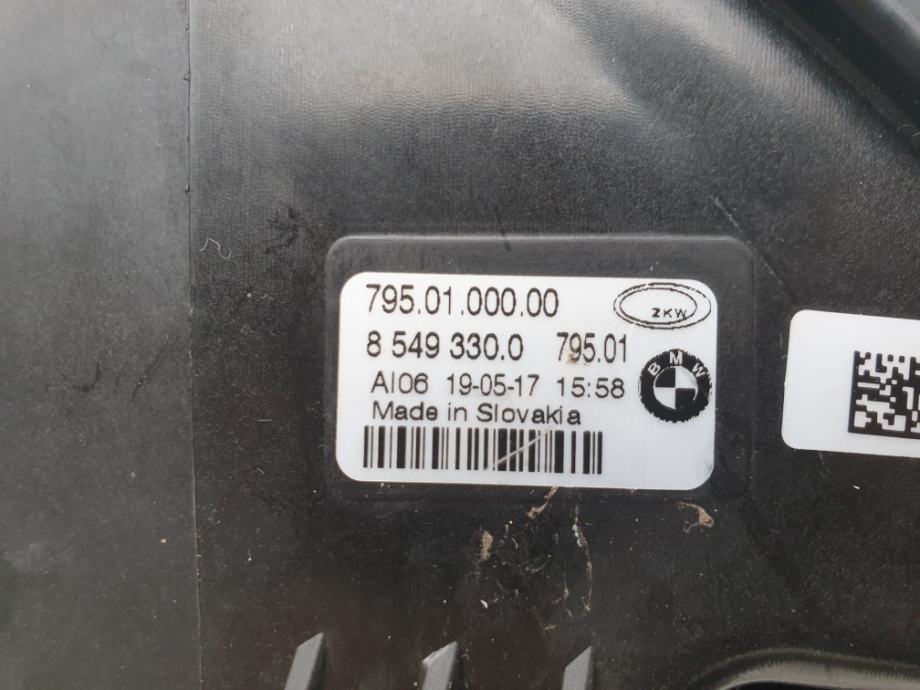 795.01.000.00
ZKW
8 549 330.0 795.01
BMW
AI06 19-05-17 15:58
Made in Slovakia